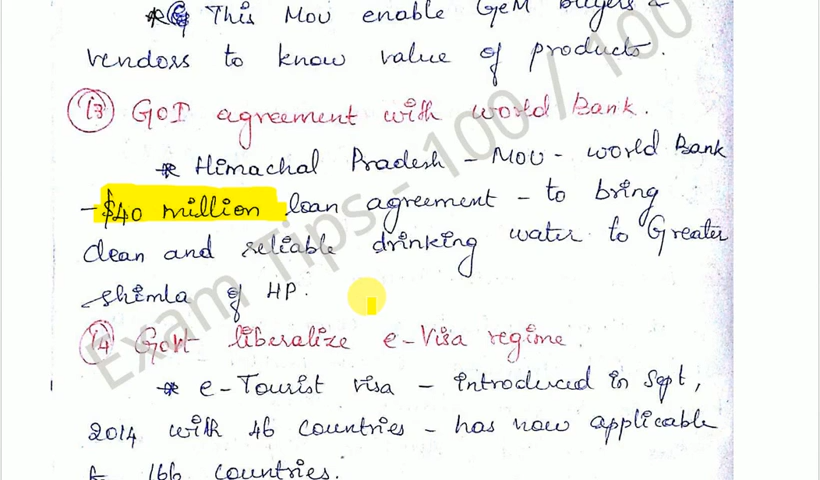 * This MoU enable GeM buyers &
vendors to know value of products.
13 GOI agreement with world Bank.
* Himachal Pradesh - MOU - world Bank
- $40 million loan agreement - to bring
clean and reliable drinking water to Greater
Shimla of HP.
14 Govt liberalize e-Visa regime.
* e-Tourist visa - introduced in Sept,
2014 with 46 countries - has now applicable
to 166 countries.
Exam Tips - 100 / 100